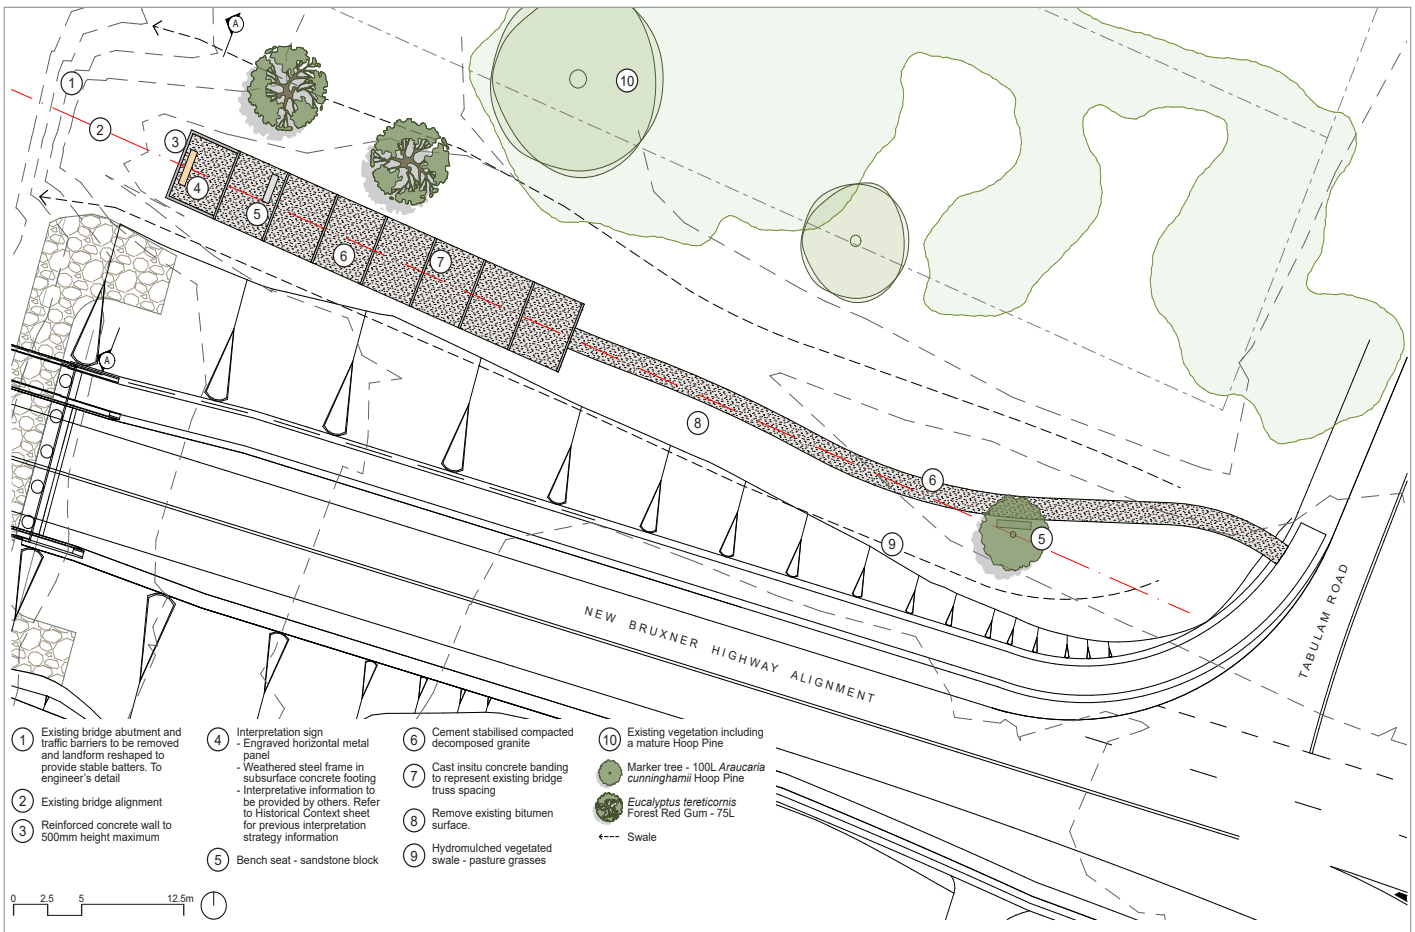 A
1
2
3
4
5
6
7
10
A
8
6
5
9
NEW BRUXNER HIGHWAY ALIGNMENT
TABULAM ROAD
1 Existing bridge abutment and
traffic barriers to be removed
and landform reshaped to
provide stable batters. To
engineer's detail
2 Existing bridge alignment
3 Reinforced concrete wall to
500mm height maximum
4 Interpretation sign
- Engraved horizontal metal
panel
- Weathered steel frame in
subsurface concrete footing
- Interpretative information to
be provided by others. Refer
to Historical Context sheet
for previous interpretation
strategy information
5 Bench seat - sandstone block
6 Cement stabilised compacted
decomposed granite
7 Cast insitu concrete banding
to represent existing bridge
truss spacing
8 Remove existing bitumen
surface.
9 Hydromulched vegetated
swale - pasture grasses
10 Existing vegetation including
a mature Hoop Pine
Marker tree - 100L Araucaria
cunninghamii Hoop Pine
Eucalyptus tereticornis
Forest Red Gum - 75L
Swale
0 2.5 5 12.5m